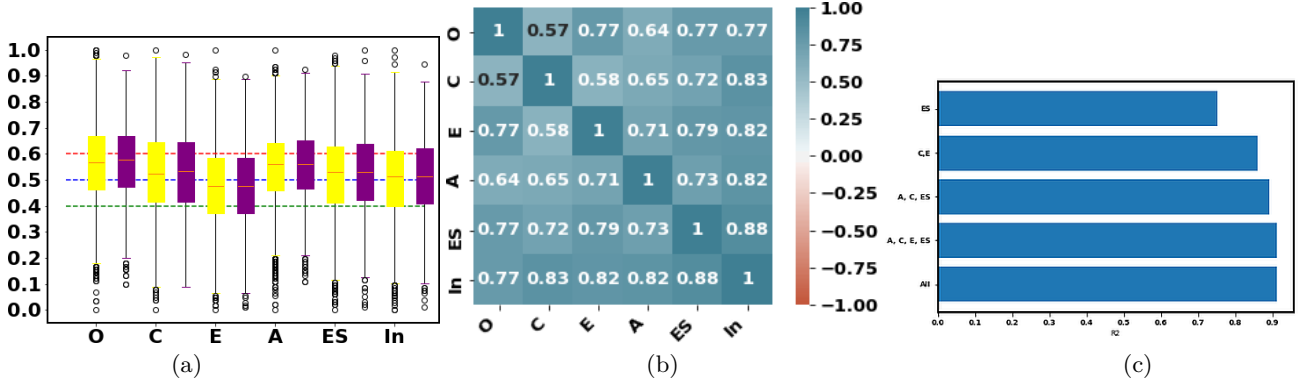 1.0
0.9
0.8
0.7
0.6
0.5
0.4
0.3
0.2
0.1
0.0
O C E A ES In
(a)
O 1 0.57 0.77 0.64 0.77 0.77
C 0.57 1 0.58 0.65 0.72 0.83
E 0.77 0.58 1 0.71 0.79 0.82
A 0.64 0.65 0.71 1 0.73 0.82
ES 0.77 0.72 0.79 0.73 1 0.88
In 0.77 0.83 0.82 0.82 0.88 1
O C E A ES In
1.00
0.75
0.50
0.25
0.00
−0.25
−0.50
−0.75
−1.00
(b)
ES
C,E
A, C, ES
A, C, E, ES
All
0.0 0.1 0.2 0.3 0.4 0.5 0.6 0.7 0.8 0.9
R2
(c)